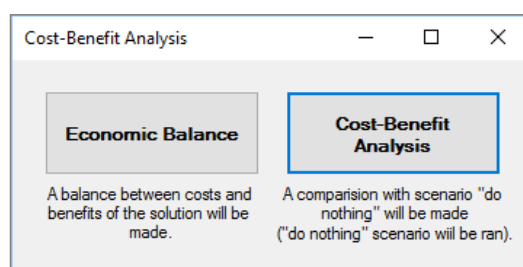 Cost-Benefit Analysis
Economic Balance
Cost-Benefit
Analysis
A balance between costs and
benefits of the solution will be
made.
A comparision with scenario "do
nothing" will be made
("do nothing" scenario wiil be ran).